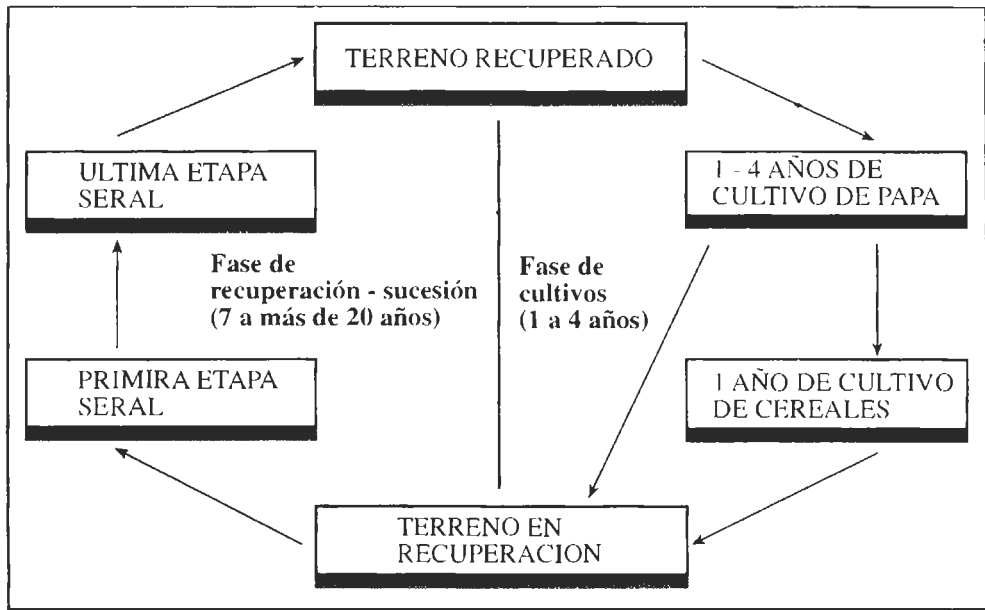 TERRENO RECUPERADO
ULTIMA ETAPA
SERAL
1 - 4 AÑOS DE
CULTIVO DE PAPA
Fase de
recuperación - sucesión
(7 a más de 20 años)
Fase de
cultivos
(1 a 4 años)
PRIMIRA ETAPA
SERAL
1 AÑO DE CULTIVO
DE CEREALES
TERRENO EN
RECUPERACION